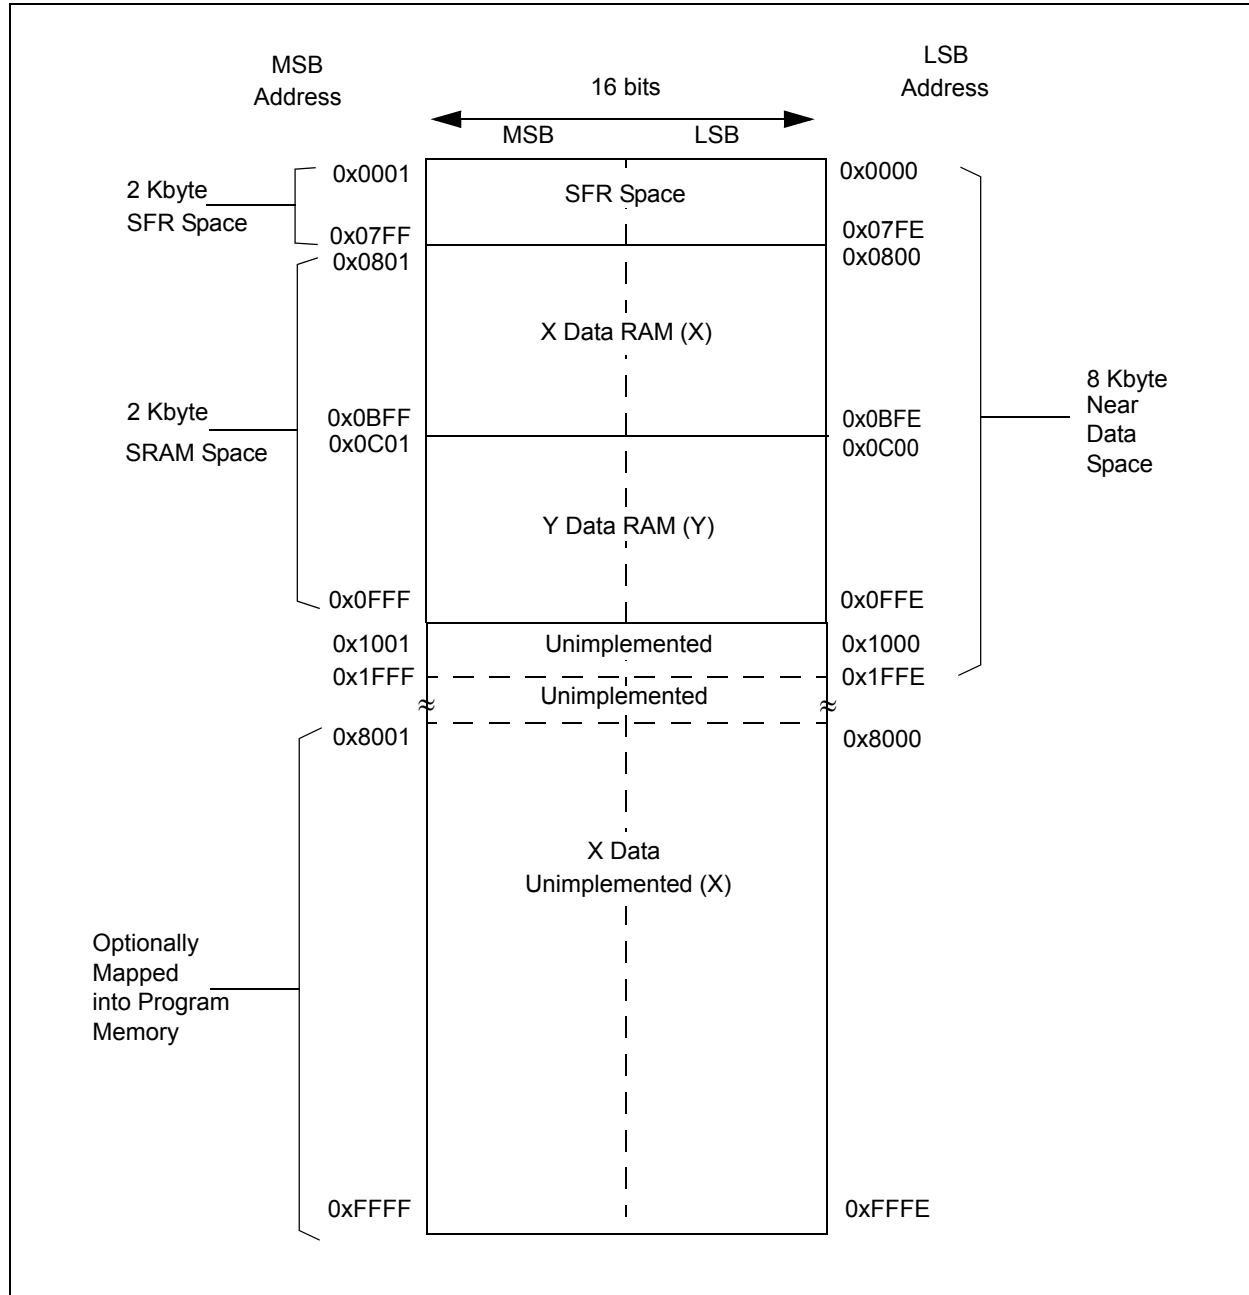 MSB
Address
LSB
Address
16 bits
MSB
LSB
2 Kbyte
SFR Space
0x0001
SFR Space
0x0000
0x07FF
0x07FE
0x0801
0x0800
X Data RAM (X)
2 Kbyte
SRAM Space
0x0BFF
0x0BFE
0x0C01
0x0C00
8 Kbyte
Near
Data
Space
Y Data RAM (Y)
0x0FFF
0x0FFE
0x1001
Unimplemented
0x1000
0x1FFF
0x1FFE
Unimplemented
≈
≈
0x8001
0x8000
X Data
Unimplemented (X)
Optionally
Mapped
into Program
Memory
0xFFFF
0xFFFE